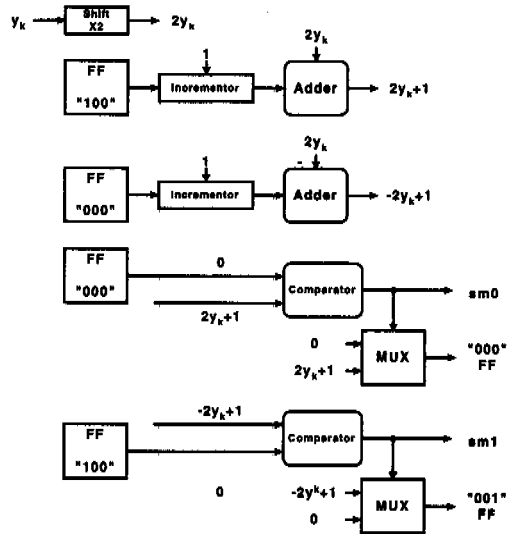 yₖ Shift X2 2yₖ
1 2yₖ
FF "100" Incrementor Adder 2yₖ+1
1 2yₖ
-
FF "000" Incrementor Adder -2yₖ+1
FF "000" 0 Comparator sm0
2yₖ+1
0 MUX "000" FF
2yₖ+1
-2yₖ+1
FF "100" Comparator sm1
0 -2yᵏ+1 MUX "001" FF
0